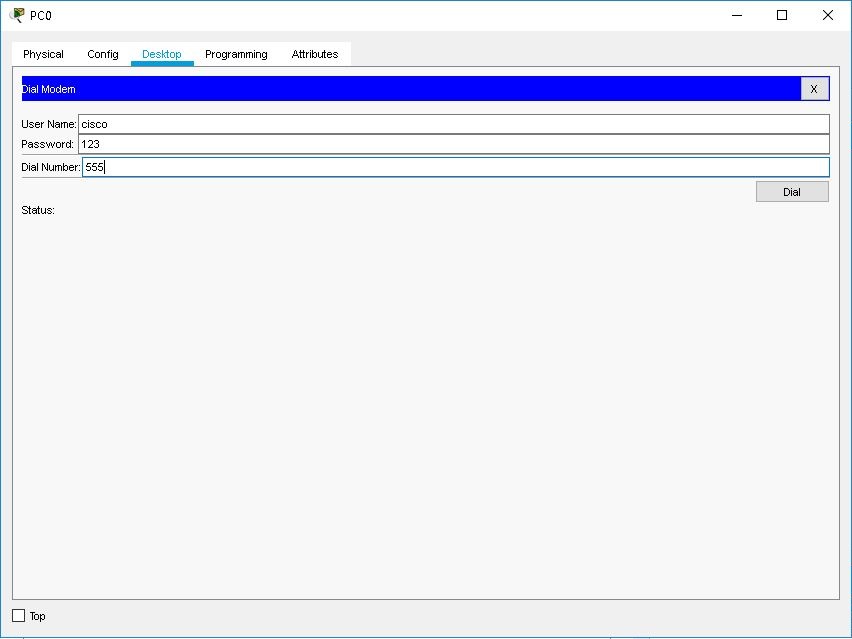 PC0
Physical Config Desktop Programming Attributes
Dial Modem X
User Name: cisco
Password: 123
Dial Number: 555
Dial
Status:
Top